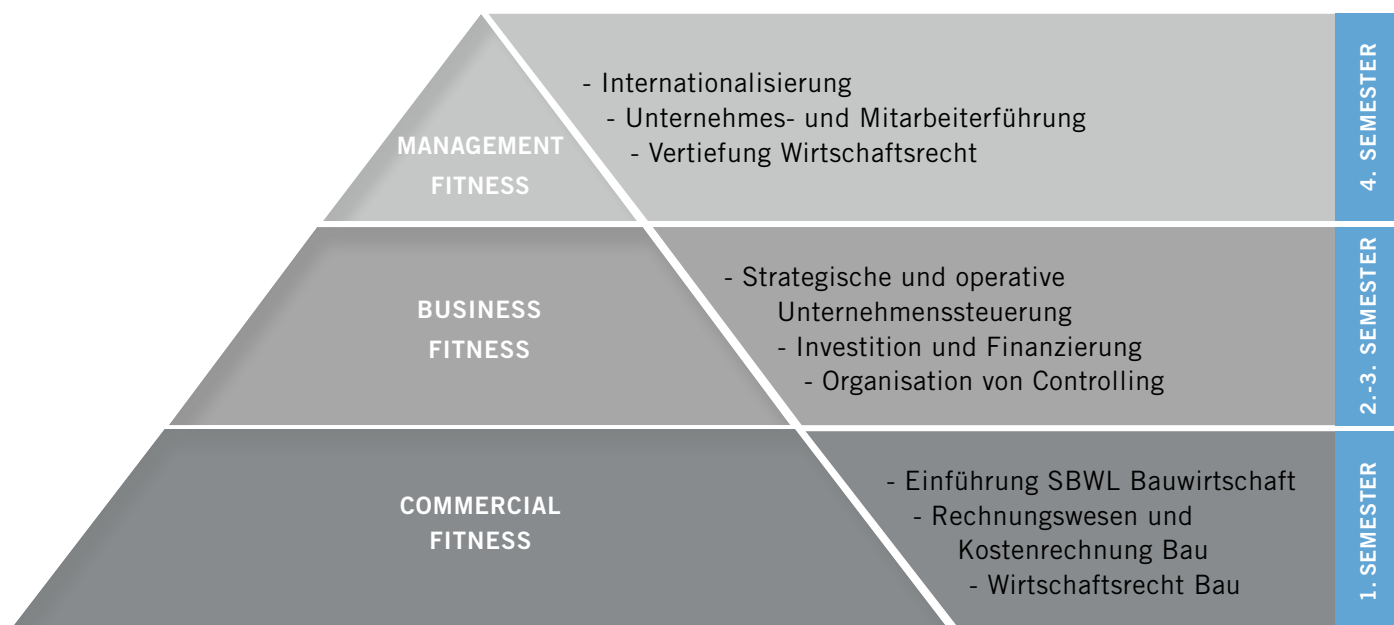 MANAGEMENT
FITNESS
- Internationalisierung
- Unternehmes- und Mitarbeiterführung
- Vertiefung Wirtschaftsrecht
4. SEMESTER
BUSINESS
FITNESS
- Strategische und operative
Unternehmenssteuerung
- Investition und Finanzierung
- Organisation von Controlling
2.-3. SEMESTER
COMMERCIAL
FITNESS
- Einführung SBWL Bauwirtschaft
- Rechnungswesen und
Kostenrechnung Bau
- Wirtschaftsrecht Bau
1. SEMESTER